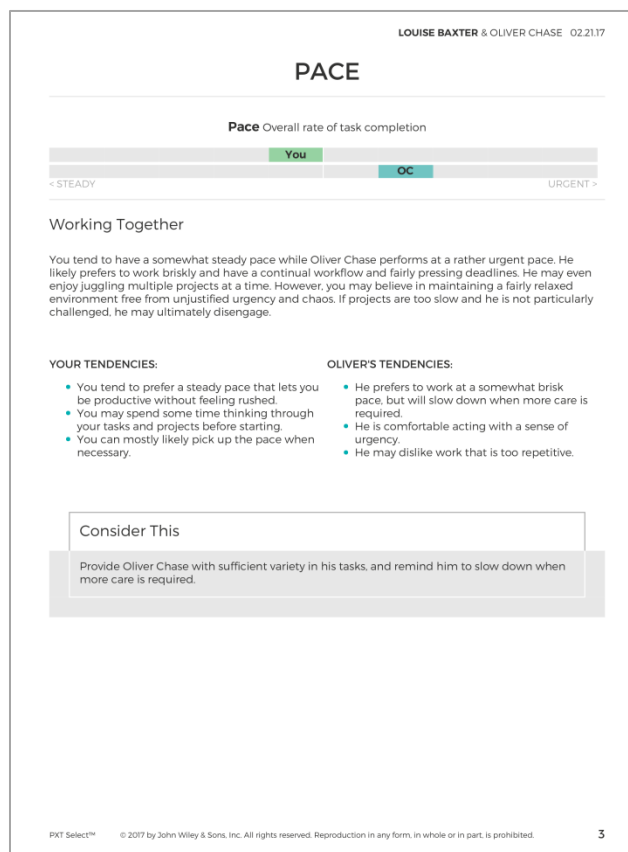 LOUISE BAXTER & OLIVER CHASE 02.21.17
PACE
Pace Overall rate of task completion
You
OC
< STEADY
URGENT >
Working Together
You tend to have a somewhat steady pace while Oliver Chase performs at a rather urgent pace. He
likely prefers to work briskly and have a continual workflow and fairly pressing deadlines. He may even
enjoy juggling multiple projects at a time. However, you may believe in maintaining a fairly relaxed
environment free from unjustified urgency and chaos. If projects are too slow and he is not particularly
challenged, he may ultimately disengage.
YOUR TENDENCIES:
• You tend to prefer a steady pace that lets you
be productive without feeling rushed.
• You may spend some time thinking through
your tasks and projects before starting.
• You can mostly likely pick up the pace when
necessary.
OLIVER'S TENDENCIES:
• He prefers to work at a somewhat brisk
pace, but will slow down when more care is
required.
• He is comfortable acting with a sense of
urgency.
• He may dislike work that is too repetitive.
Consider This
Provide Oliver Chase with sufficient variety in his tasks, and remind him to slow down when
more care is required.
PXT Select™ © 2017 by John Wiley & Sons, Inc. All rights reserved. Reproduction in any form, in whole or in part, is prohibited. 3